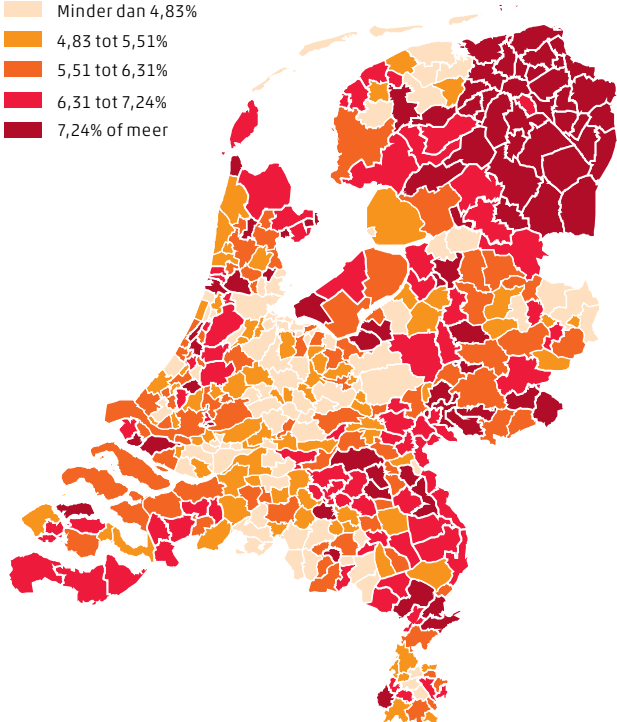 Minder dan 4,83%
4,83 tot 5,51%
5,51 tot 6,31%
6,31 tot 7,24%
7,24% of meer